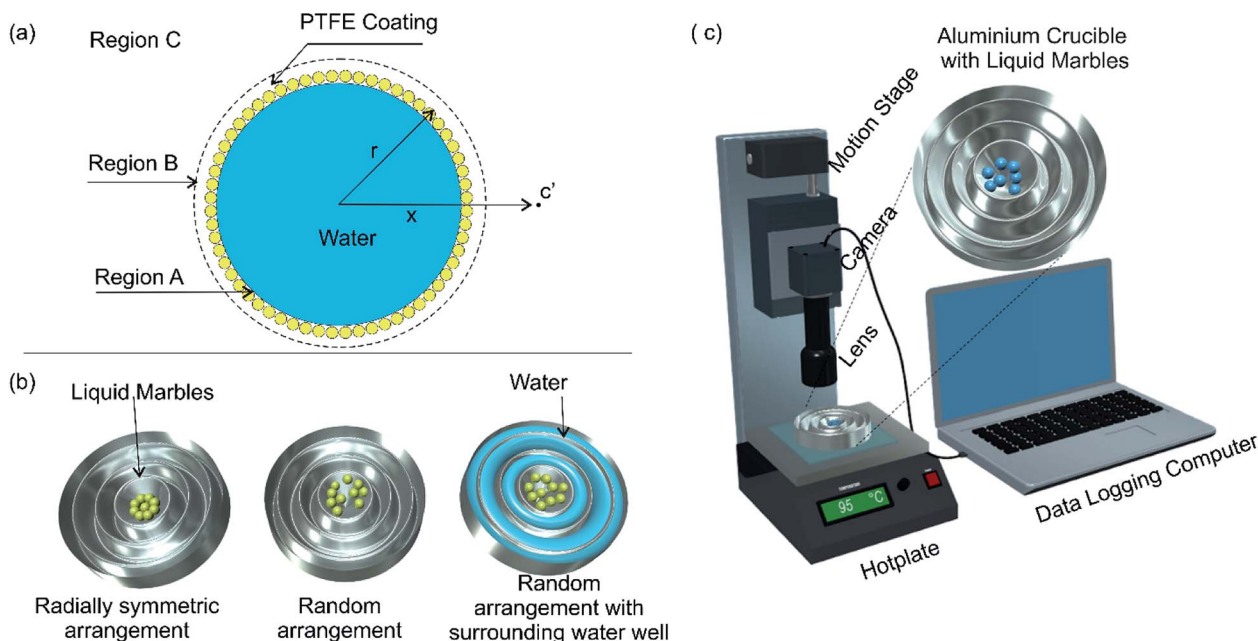 (a)
PTFE Coating
Region C
Region B
r
x
c'
Water
Region A
(b)
Liquid Marbles
Water
Radially symmetric
arrangement
Random
arrangement
Random
arrangement with
surrounding water well
( c)
Aluminium Crucible
with Liquid Marbles
Motion Stage
Camera
Lens
95 °C
Data Logging Computer
Hotplate